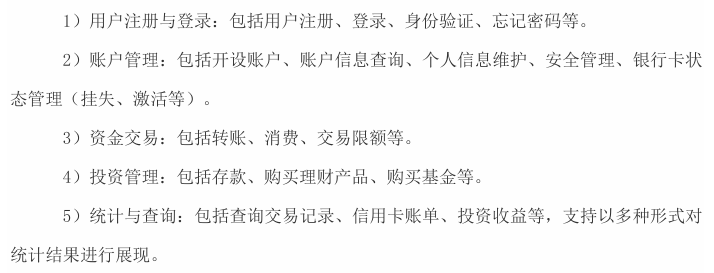 1）用户注册与登录：包括用户注册、登录、身份验证、忘记密码等。
2）账户管理：包括开设账户、账户信息查询、个人信息维护、安全管理、银行卡状
态管理（挂失、激活等）。
3）资金交易：包括转账、消费、交易限额等。
4）投资管理：包括存款、购买理财产品、购买基金等。
5）统计与查询：包括查询交易记录、信用卡账单、投资收益等，支持以多种形式对
统计结果进行展现。